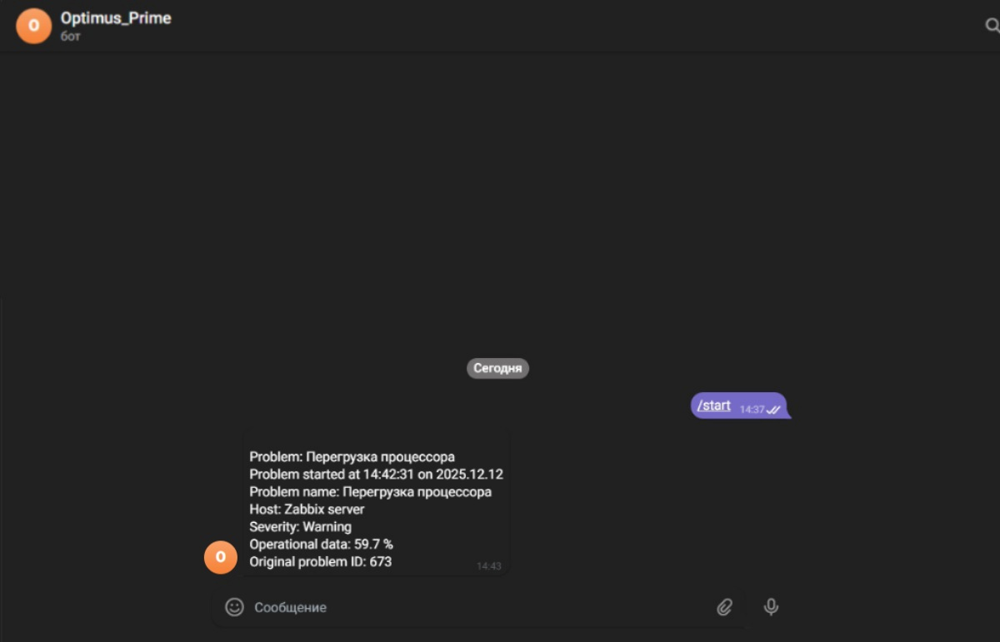 O
Optimus_Prime
бот
Сегодня
/start 14:37
Problem: Перегрузка процессора
Problem started at 14:42:31 on 2025.12.12
Problem name: Перегрузка процессора
Host: Zabbix server
Severity: Warning
Operational data: 59.7 %
Original problem ID: 673
14:43
O
Сообщение